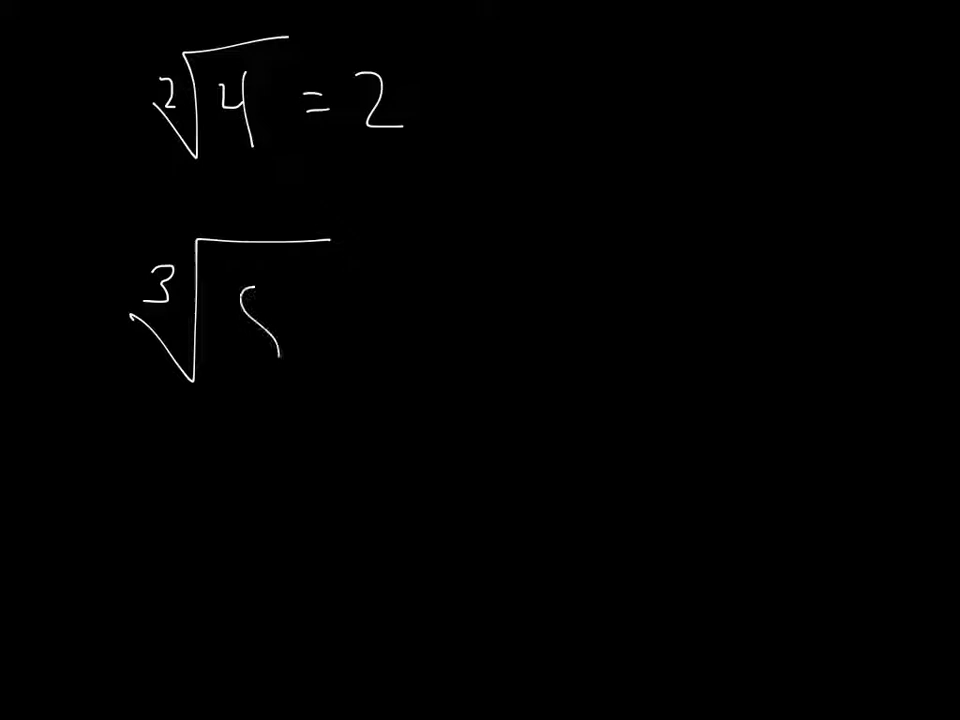 ²√4 = 2
³√